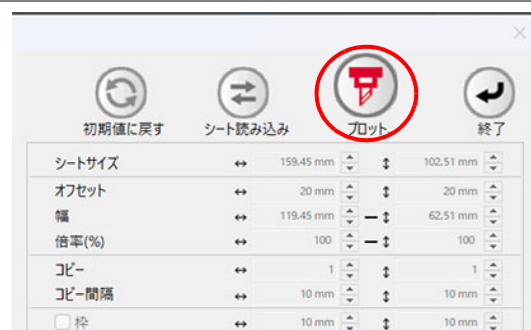 初期値に戻す シート読み込み プロット 終了
シートサイズ ↔ 159.45 mm ↕ 102.51 mm
オフセット ↔ 20 mm ↕ 20 mm
幅 ↔ 119.45 mm ↕ 62.51 mm
倍率(%) ↔ 100 ↕ 100
コピー ↔ 1 ↕ 1
コピー間隔 ↔ 10 mm ↕ 10 mm
枠 ↔ 10 mm ↕ 10 mm